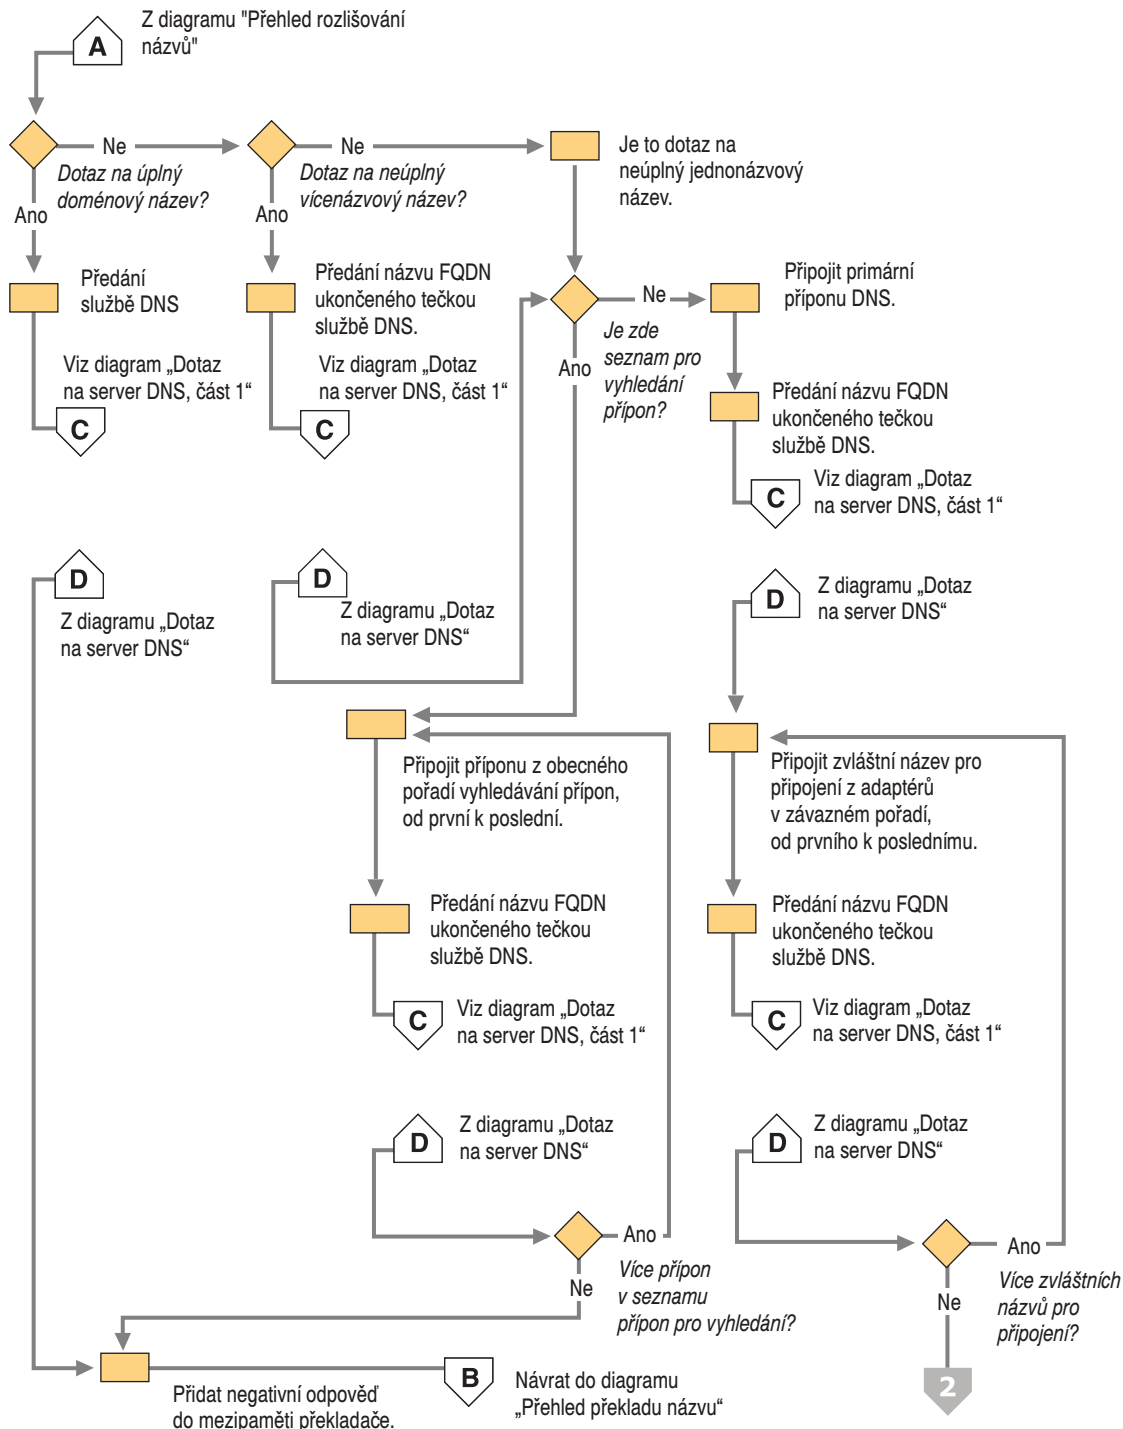 A
Z diagramu "Přehled rozlišování
názvů"
Ne
Dotaz na úplný
doménový název?
Ano
Ne
Dotaz na neúplný
vícenázvový název?
Ano
Je to dotaz na
neúplný jednonázvový
název.
Předání
službě DNS
Viz diagram „Dotaz
na server DNS, část 1“
C
Předání názvu FQDN
ukončeného tečkou
službě DNS.
Viz diagram „Dotaz
na server DNS, část 1“
C
Ne
Je zde
seznam pro
vyhledání
přípon?
Ano
Připojit primární
příponu DNS.
Předání názvu FQDN
ukončeného tečkou
službě DNS.
C
Viz diagram „Dotaz
na server DNS, část 1“
D
Z diagramu „Dotaz
na server DNS“
D
Z diagramu „Dotaz
na server DNS“
D
Z diagramu „Dotaz
na server DNS“
Připojit příponu z obecného
pořadí vyhledávání přípon,
od první k poslední.
Předání názvu FQDN
ukončeného tečkou
službě DNS.
C
Viz diagram „Dotaz
na server DNS, část 1“
D
Z diagramu „Dotaz
na server DNS“
Ano
Více přípon
v seznamu
přípon pro vyhledání?
Ne
Připojit zvláštní název pro
připojení z adaptérů
v závazném pořadí,
od prvního k poslednímu.
Předání názvu FQDN
ukončeného tečkou
službě DNS.
C
Viz diagram „Dotaz
na server DNS, část 1“
D
Z diagramu „Dotaz
na server DNS“
Ano
Více zvláštních
názvů pro
připojení?
Ne
2
Přidat negativní odpověď
do mezipaměti překladače.
B
Návrat do diagramu
„Přehled překladu názvu“